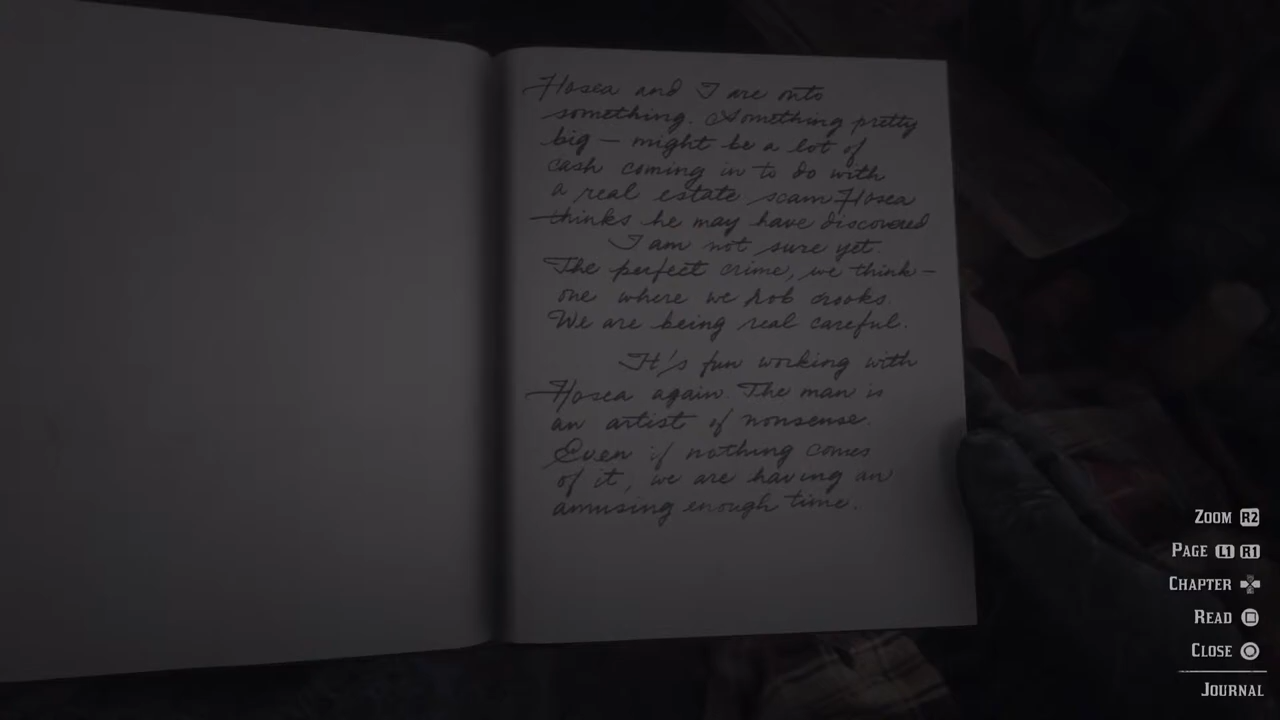 Hosea and I are onto
something. Something pretty
big — might be a lot of
cash coming in to do with
a real estate scam Hosea
thinks he may have discovered
I am not sure yet.
The perfect crime, we think —
one where we rob crooks.
We are being real careful.
It's fun working with
Hosea again. The man is
an artist of nonsense.
Even if nothing comes
of it, we are having an
amusing enough time.
ZOOM R2
PAGE L1 R1
CHAPTER
READ
CLOSE
JOURNAL